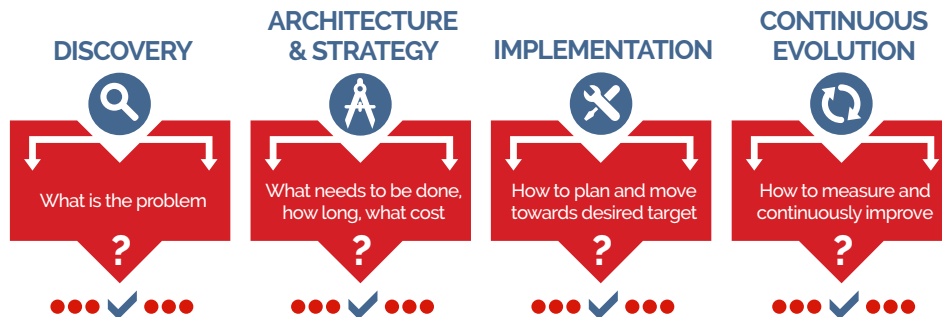 DISCOVERY
What is the problem
?
ARCHITECTURE
& STRATEGY
What needs to be done,
how long, what cost
?
IMPLEMENTATION
How to plan and move
towards desired target
?
CONTINUOUS
EVOLUTION
How to measure and
continuously improve
?